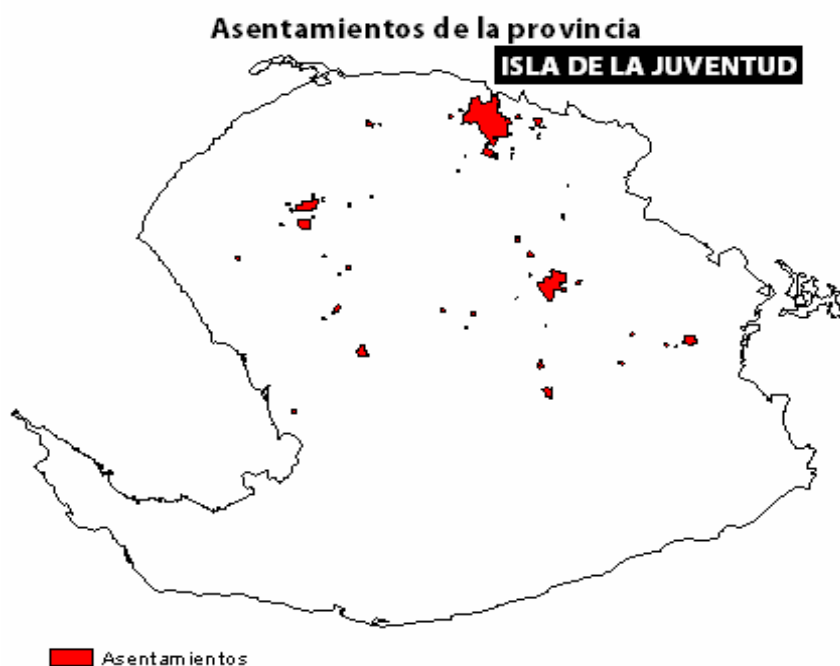 Asentamientos de la provincia
ISLA DE LA JUVENTUD
Asentamientos